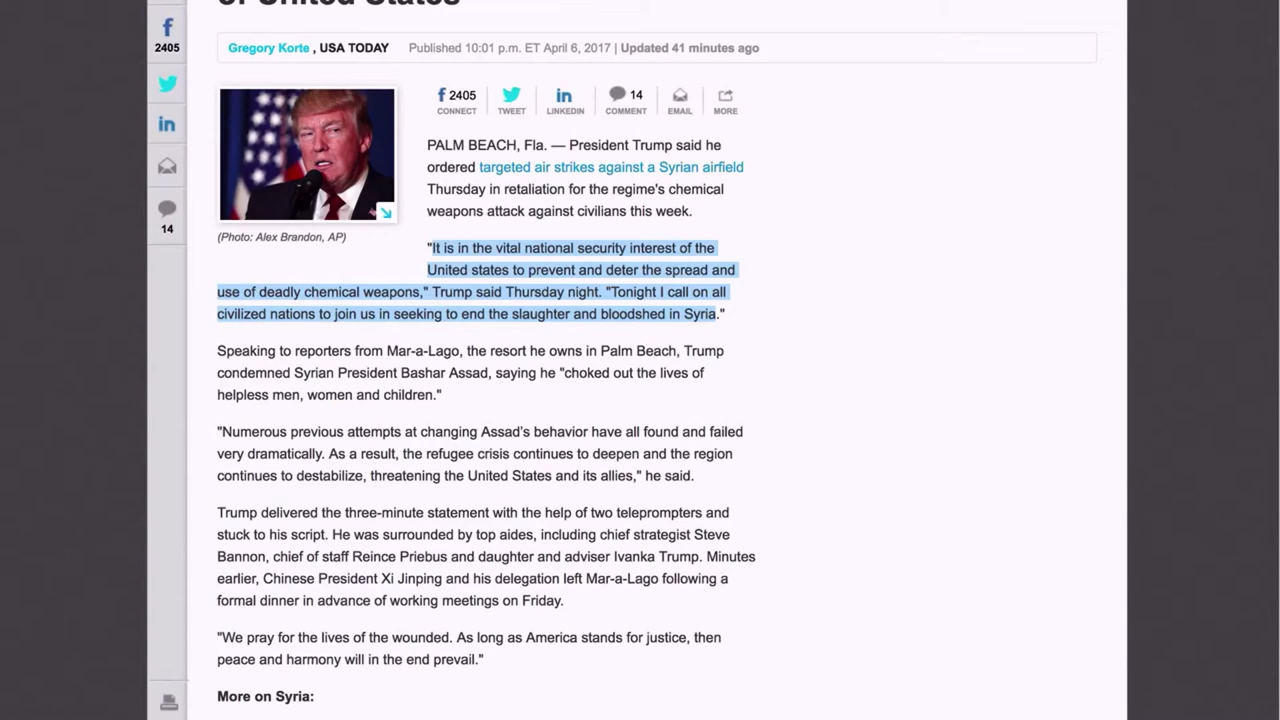 of United States
2405
Gregory Korte , USA TODAY Published 10:01 p.m. ET April 6, 2017 | Updated 41 minutes ago
2405 14
CONNECT TWEET LINKEDIN COMMENT EMAIL MORE
14
(Photo: Alex Brandon, AP)
PALM BEACH, Fla. — President Trump said he
ordered targeted air strikes against a Syrian airfield
Thursday in retaliation for the regime's chemical
weapons attack against civilians this week.
"It is in the vital national security interest of the
United states to prevent and deter the spread and
use of deadly chemical weapons," Trump said Thursday night. "Tonight I call on all
civilized nations to join us in seeking to end the slaughter and bloodshed in Syria."
Speaking to reporters from Mar-a-Lago, the resort he owns in Palm Beach, Trump
condemned Syrian President Bashar Assad, saying he "choked out the lives of
helpless men, women and children."
"Numerous previous attempts at changing Assad's behavior have all found and failed
very dramatically. As a result, the refugee crisis continues to deepen and the region
continues to destabilize, threatening the United States and its allies," he said.
Trump delivered the three-minute statement with the help of two teleprompters and
stuck to his script. He was surrounded by top aides, including chief strategist Steve
Bannon, chief of staff Reince Priebus and daughter and adviser Ivanka Trump. Minutes
earlier, Chinese President Xi Jinping and his delegation left Mar-a-Lago following a
formal dinner in advance of working meetings on Friday.
"We pray for the lives of the wounded. As long as America stands for justice, then
peace and harmony will in the end prevail."
More on Syria: